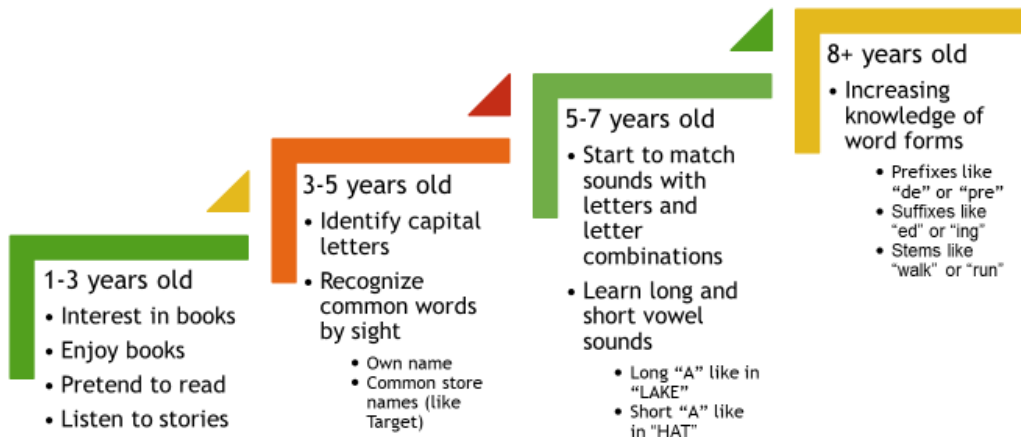 1-3 years old
• Interest in books
• Enjoy books
• Pretend to read
• Listen to stories
3-5 years old
• Identify capital
letters
• Recognize
common words
by sight
• Own name
• Common store
names (like
Target)
5-7 years old
• Start to match
sounds with
letters and
letter
combinations
• Learn long and
short vowel
sounds
• Long “A” like in
“LAKE”
• Short “A” like
in "HAT"
8+ years old
• Increasing
knowledge of
word forms
• Prefixes like
“de” or “pre”
• Suffixes like
“ed” or “ing”
• Stems like
“walk” or “run”